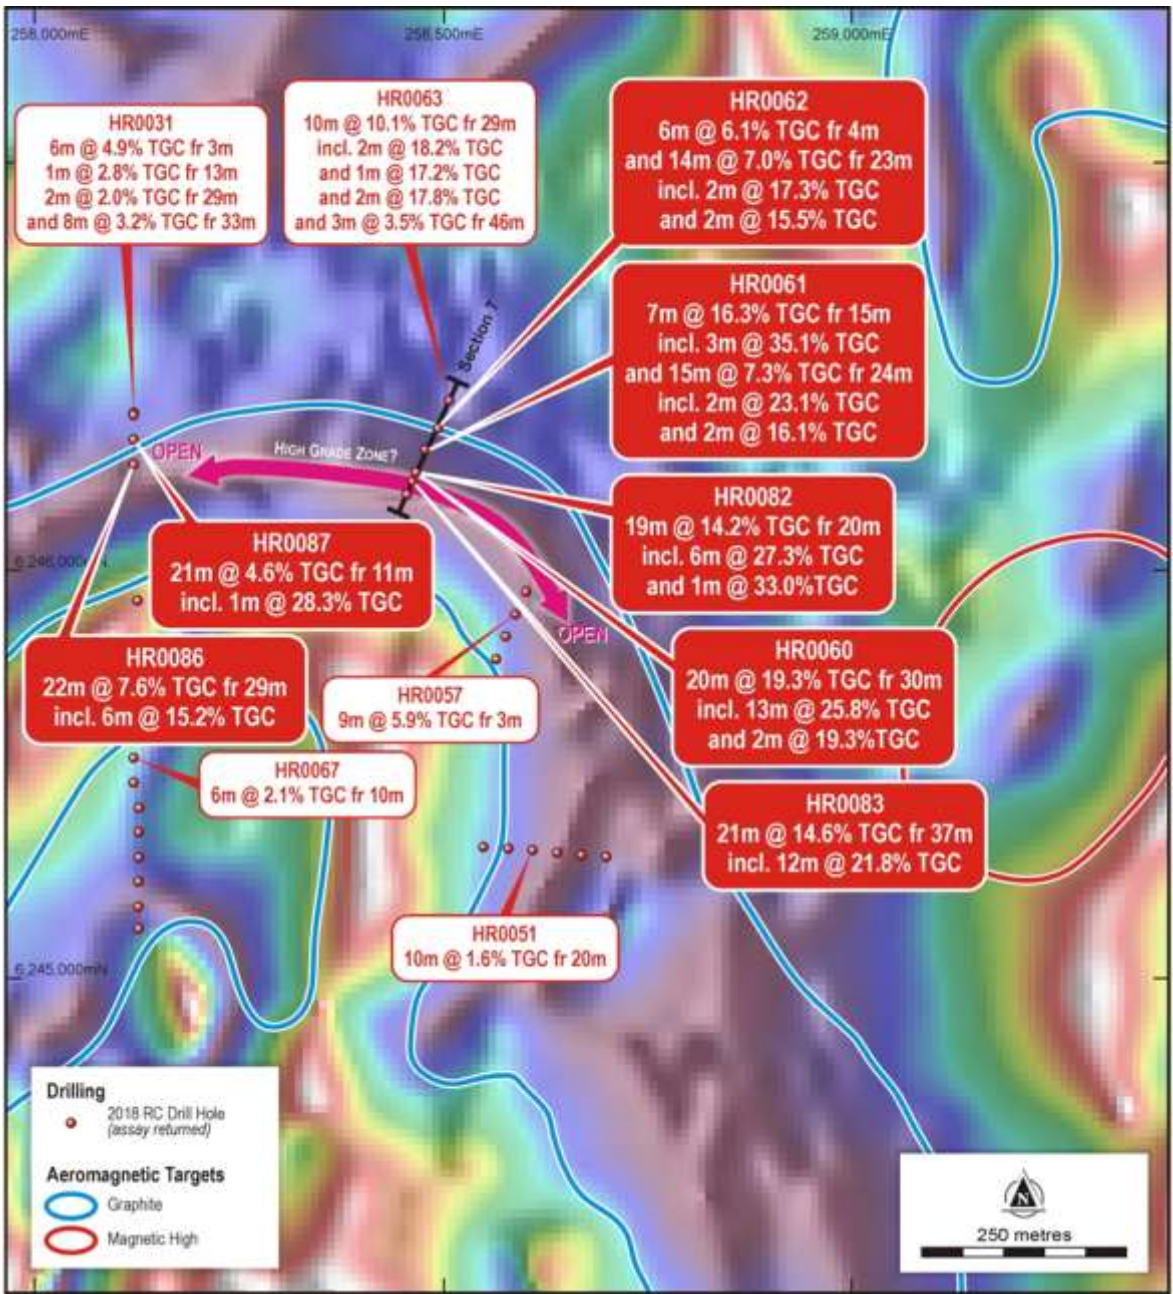 258,000mE
258,500mE
259,000mE
HR0031
6m @ 4.9% TGC fr 3m
1m @ 2.8% TGC fr 13m
2m @ 2.0% TGC fr 29m
and 8m @ 3.2% TGC fr 33m
HR0063
10m @ 10.1% TGC fr 29m
incl. 2m @ 18.2% TGC
and 1m @ 17.2% TGC
and 2m @ 17.8% TGC
and 3m @ 3.5% TGC fr 46m
HR0062
6m @ 6.1% TGC fr 4m
and 14m @ 7.0% TGC fr 23m
incl. 2m @ 17.3% TGC
and 2m @ 15.5% TGC
HR0061
7m @ 16.3% TGC fr 15m
incl. 3m @ 35.1% TGC
and 15m @ 7.3% TGC fr 24m
incl. 2m @ 23.1% TGC
and 2m @ 16.1% TGC
Section 7
OPEN
HIGH GRADE ZONE?
HR0082
19m @ 14.2% TGC fr 20m
incl. 6m @ 27.3% TGC
and 1m @ 33.0%TGC
6,246,000mN
HR0087
21m @ 4.6% TGC fr 11m
incl. 1m @ 28.3% TGC
OPEN
HR0086
22m @ 7.6% TGC fr 29m
incl. 6m @ 15.2% TGC
HR0057
9m @ 5.9% TGC fr 3m
HR0060
20m @ 19.3% TGC fr 30m
incl. 13m @ 25.8% TGC
and 2m @ 19.3%TGC
HR0067
6m @ 2.1% TGC fr 10m
HR0083
21m @ 14.6% TGC fr 37m
incl. 12m @ 21.8% TGC
HR0051
10m @ 1.6% TGC fr 20m
6,245,000mN
Drilling
2018 RC Drill Hole
(assay returned)
Aeromagnetic Targets
Graphite
Magnetic High
N
250 metres